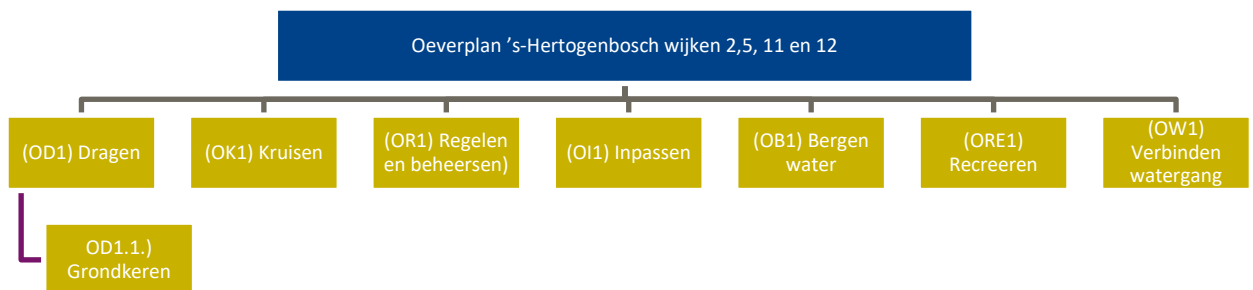 Oeverplan ’s-Hertogenbosch wijken 2,5, 11 en 12
(OD1) Dragen
(OK1) Kruisen
(OR1) Regelen
en beheersen)
(OI1) Inpassen
(OB1) Bergen
water
(ORE1)
Recreeren
(OW1)
Verbinden
watergang
OD1.1.)
Grondkeren